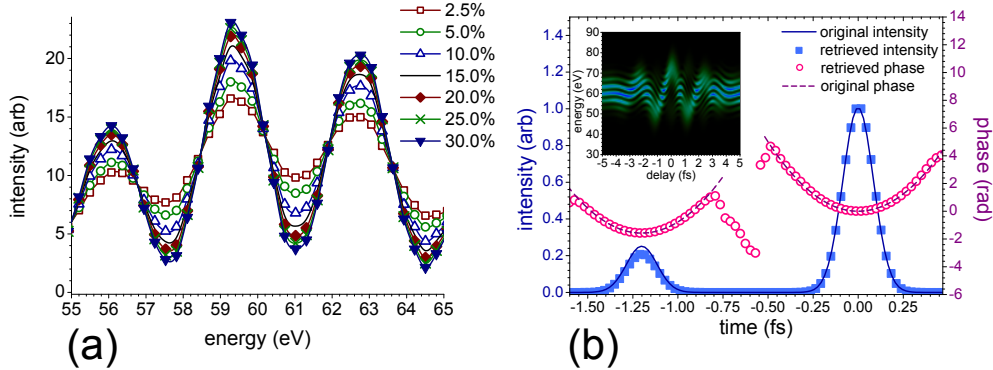 2.5%
5.0%
10.0%
15.0%
20.0%
25.0%
30.0%
intensity (arb)
20
15
10
5
0
55 56 57 58 59 60 61 62 63 64 65
energy (eV)
(a)
original intensity
retrieved intensity
retrieved phase
original phase
intensity (arb)
1.4
1.2
1.0
0.8
0.6
0.4
0.2
0.0
energy (eV)
90
80
70
60
50
40
30
-5 -4 -3 -2 -1 0 1 2 3 4 5
delay (fs)
14
12
10
8
6
4
2
0
-2
-4
-6
phase (rad)
-1.50 -1.25 -1.00 -0.75 -0.50 -0.25 0.00 0.25
time (fs)
(b)